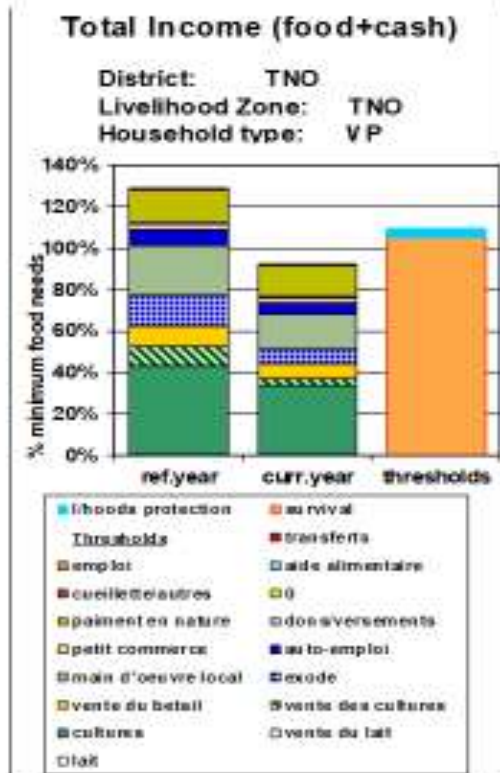 Total Income (food+cash)
District: TNO
Livelihood Zone: TNO
Household type: VP
140%
120%
100%
80%
60%
40%
20%
0%
% minimum food needs
ref.year curr.year thresholds
l/hoods protection survival
Thresholds transferts
emploi aide alimentaire
cueillette/autres 0
paiment en nature dons/versements
petit commerce auto-emploi
main d'oeuvre local exode
vente du betail vente des cultures
cultures vente du lait
lait